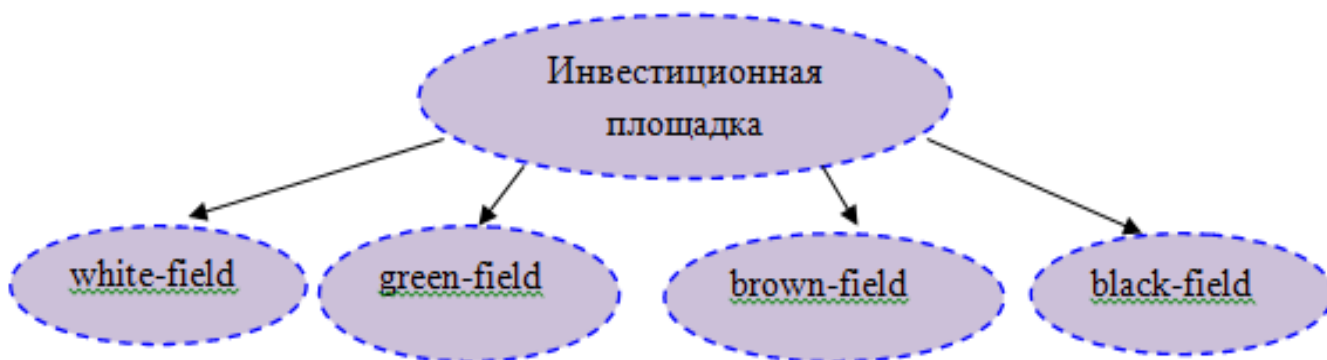 Инвестиционная
площадка
white-field
green-field
brown-field
black-field